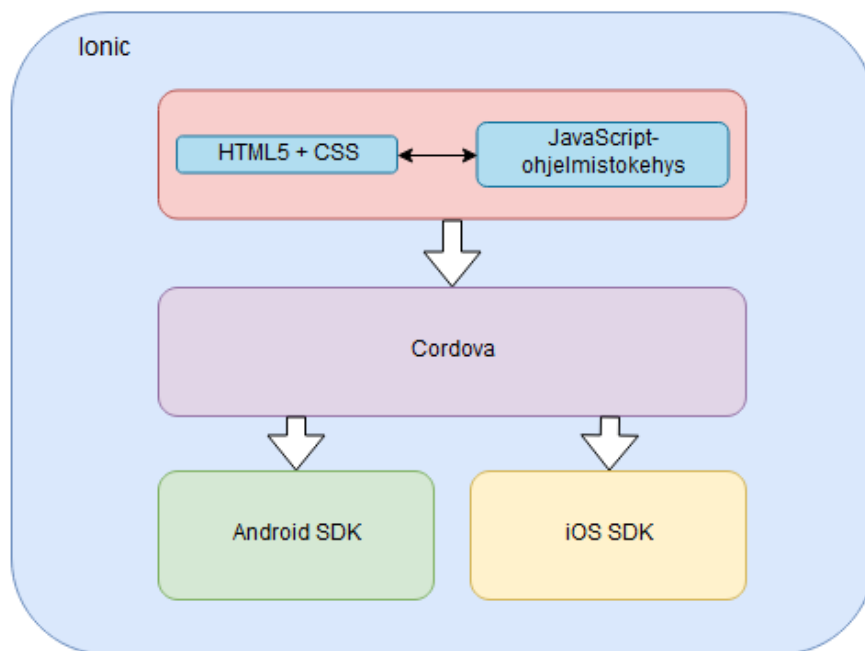 Ionic
HTML5 + CSS
JavaScript-
ohjelmistokehys
Cordova
Android SDK
iOS SDK